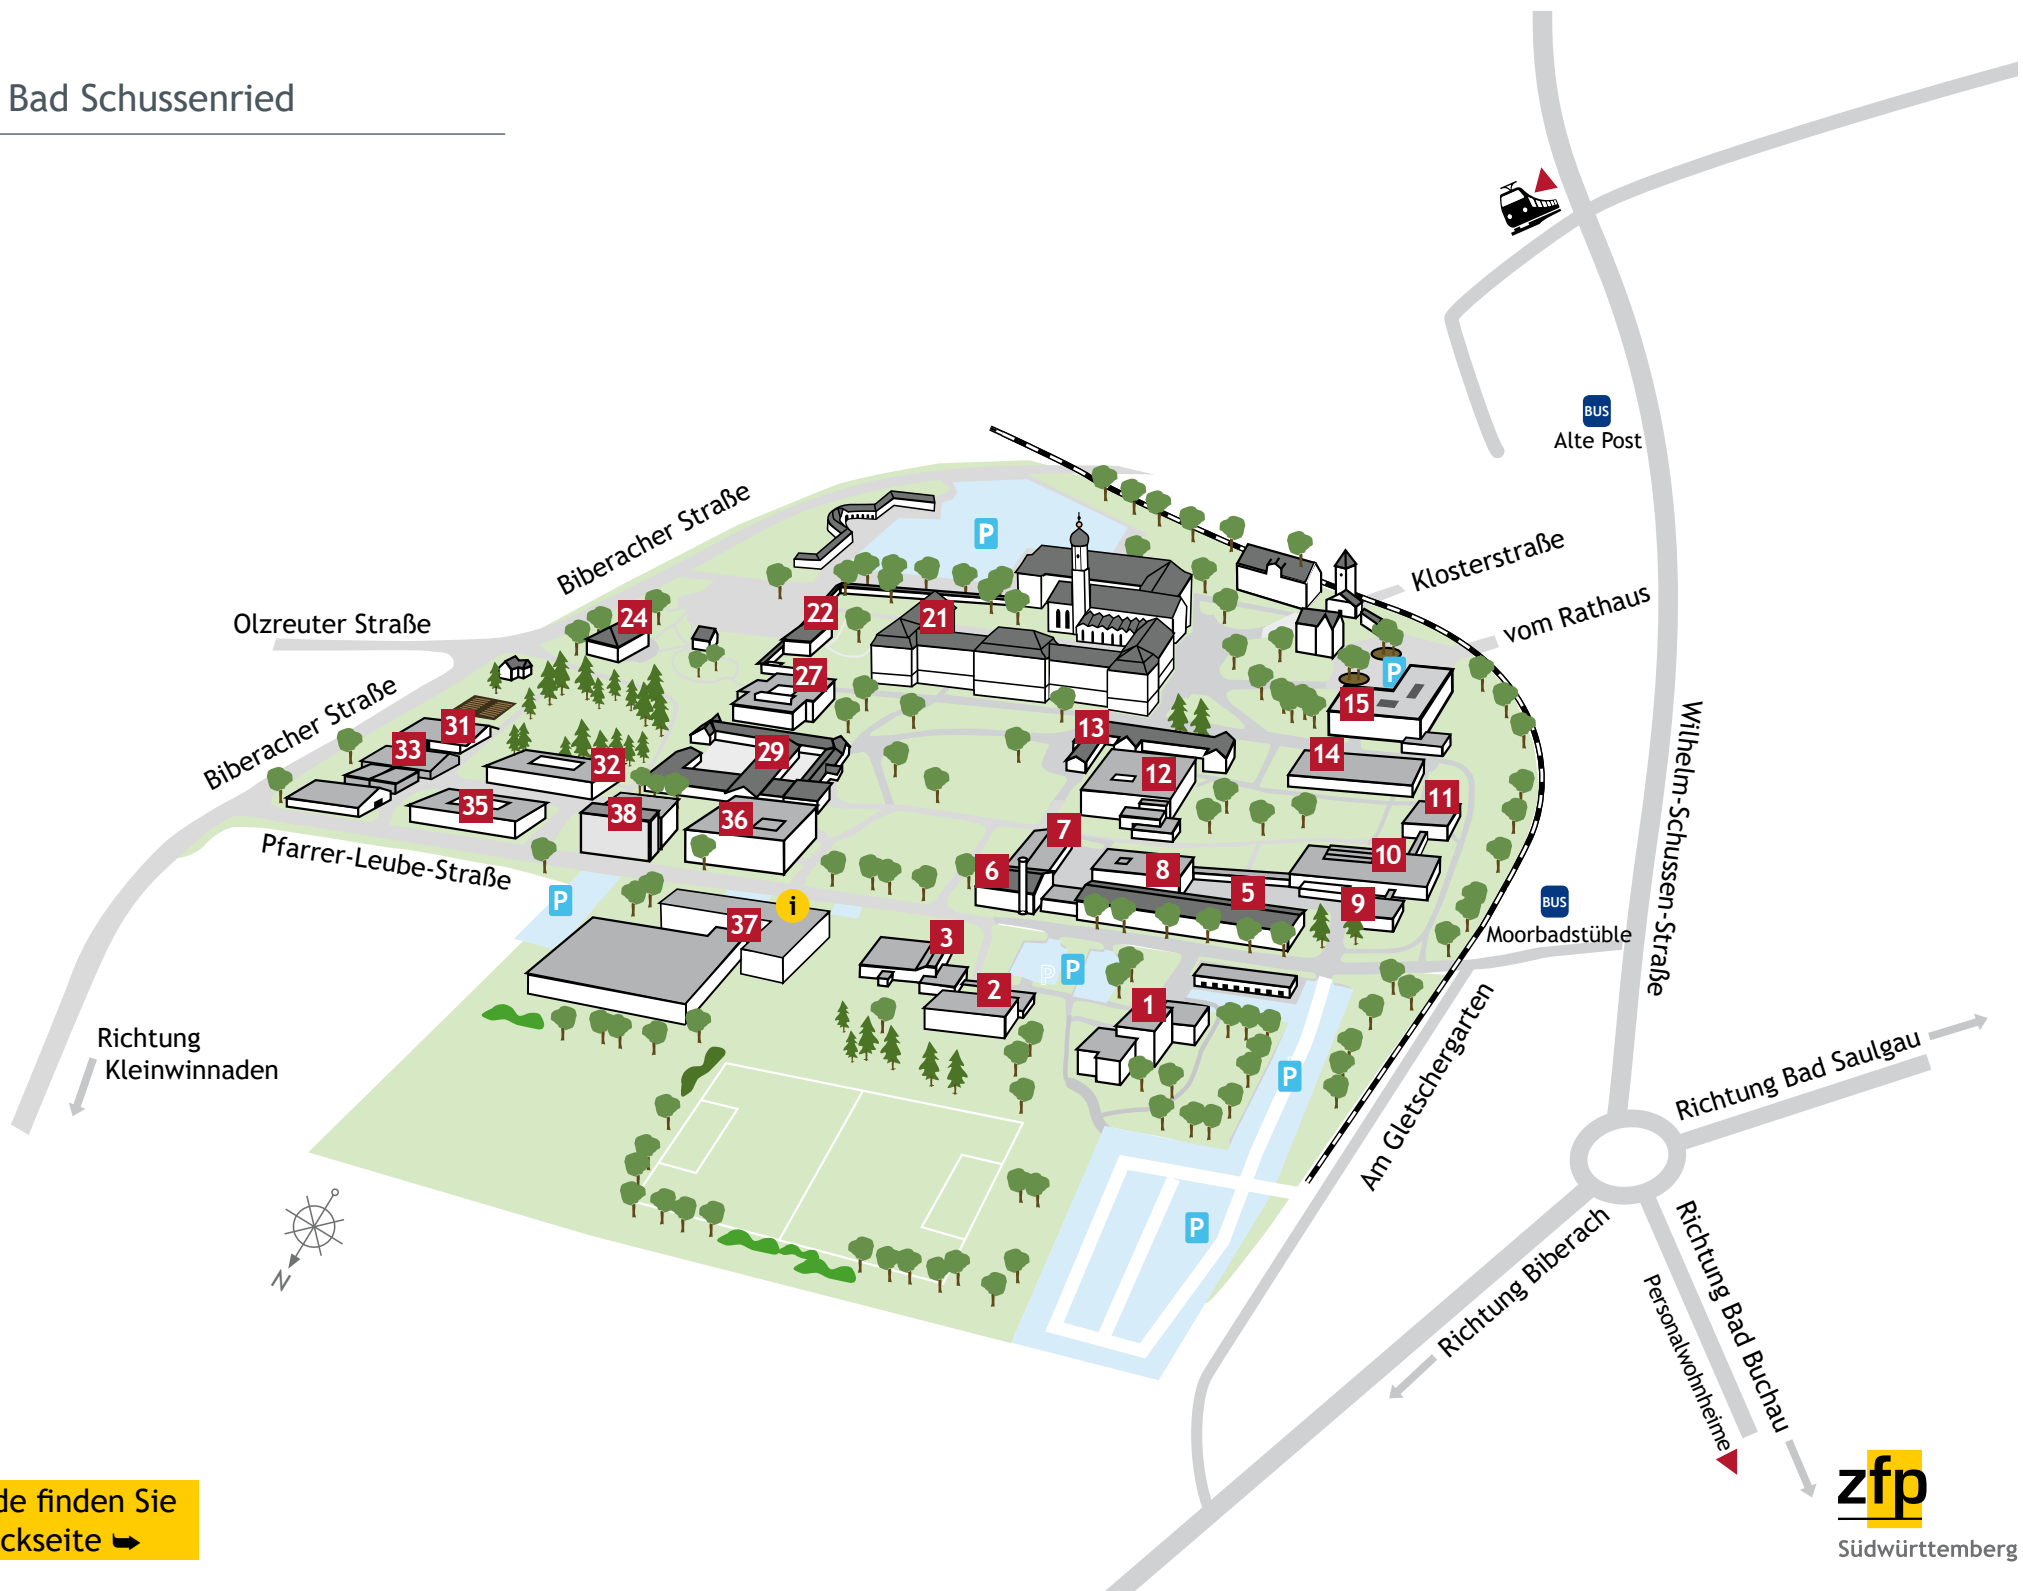 Bad Schussenried
BUS
Alte Post
Biberacher Straße
Klosterstraße
vom Rathaus
Olzreuter Straße
P
24
22
21
27
P
15
Biberacher Straße
31
33
32
29
13
12
14
11
35
38
36
7
6
8
5
10
9
Pfarrer-Leube-Straße
P
i
37
3
2
P
P
1
BUS
Moorbadstüble
Wilhelm-Schussen-Straße
Richtung
Kleinwinnaden
P
Am Gletschergarten
Richtung Bad Saulgau
P
N
Richtung Biberach
Richtung Bad Buchau
Personalwohnheime
de finden Sie
ckseite
zfp
Südwürttemberg